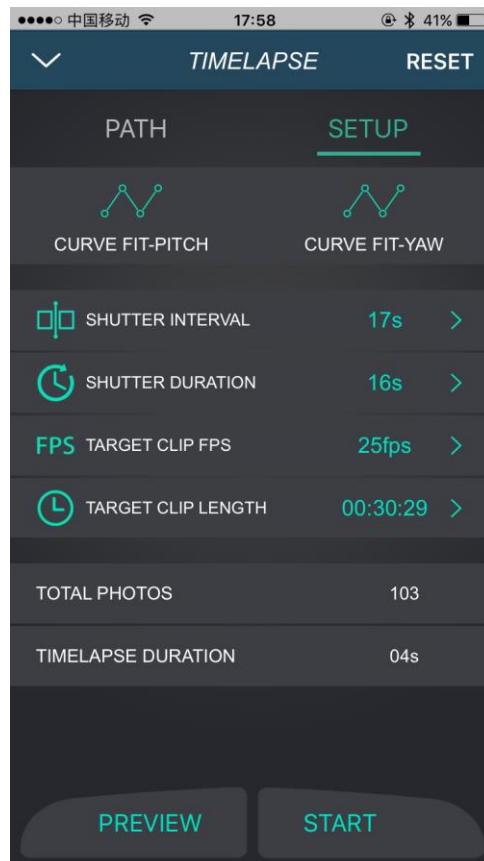 中国移动 17:58 41%
TIMELAPSE RESET
PATH SETUP
CURVE FIT-PITCH CURVE FIT-YAW
SHUTTER INTERVAL 17s
SHUTTER DURATION 16s
FPS TARGET CLIP FPS 25fps
TARGET CLIP LENGTH 00:30:29
TOTAL PHOTOS 103
TIMELAPSE DURATION 04s
PREVIEW START